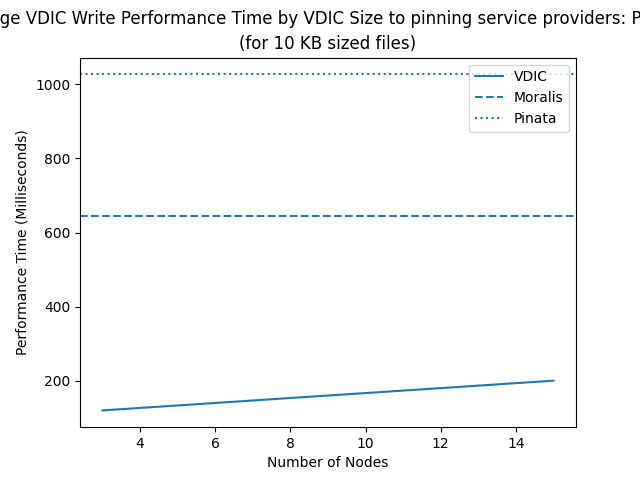 ge VDIC Write Performance Time by VDIC Size to pinning service providers: P
(for 10 KB sized files)
1000
800
600
400
200
Performance Time (Milliseconds)
VDIC
Moralis
Pinata
4 6 8 10 12 14
Number of Nodes